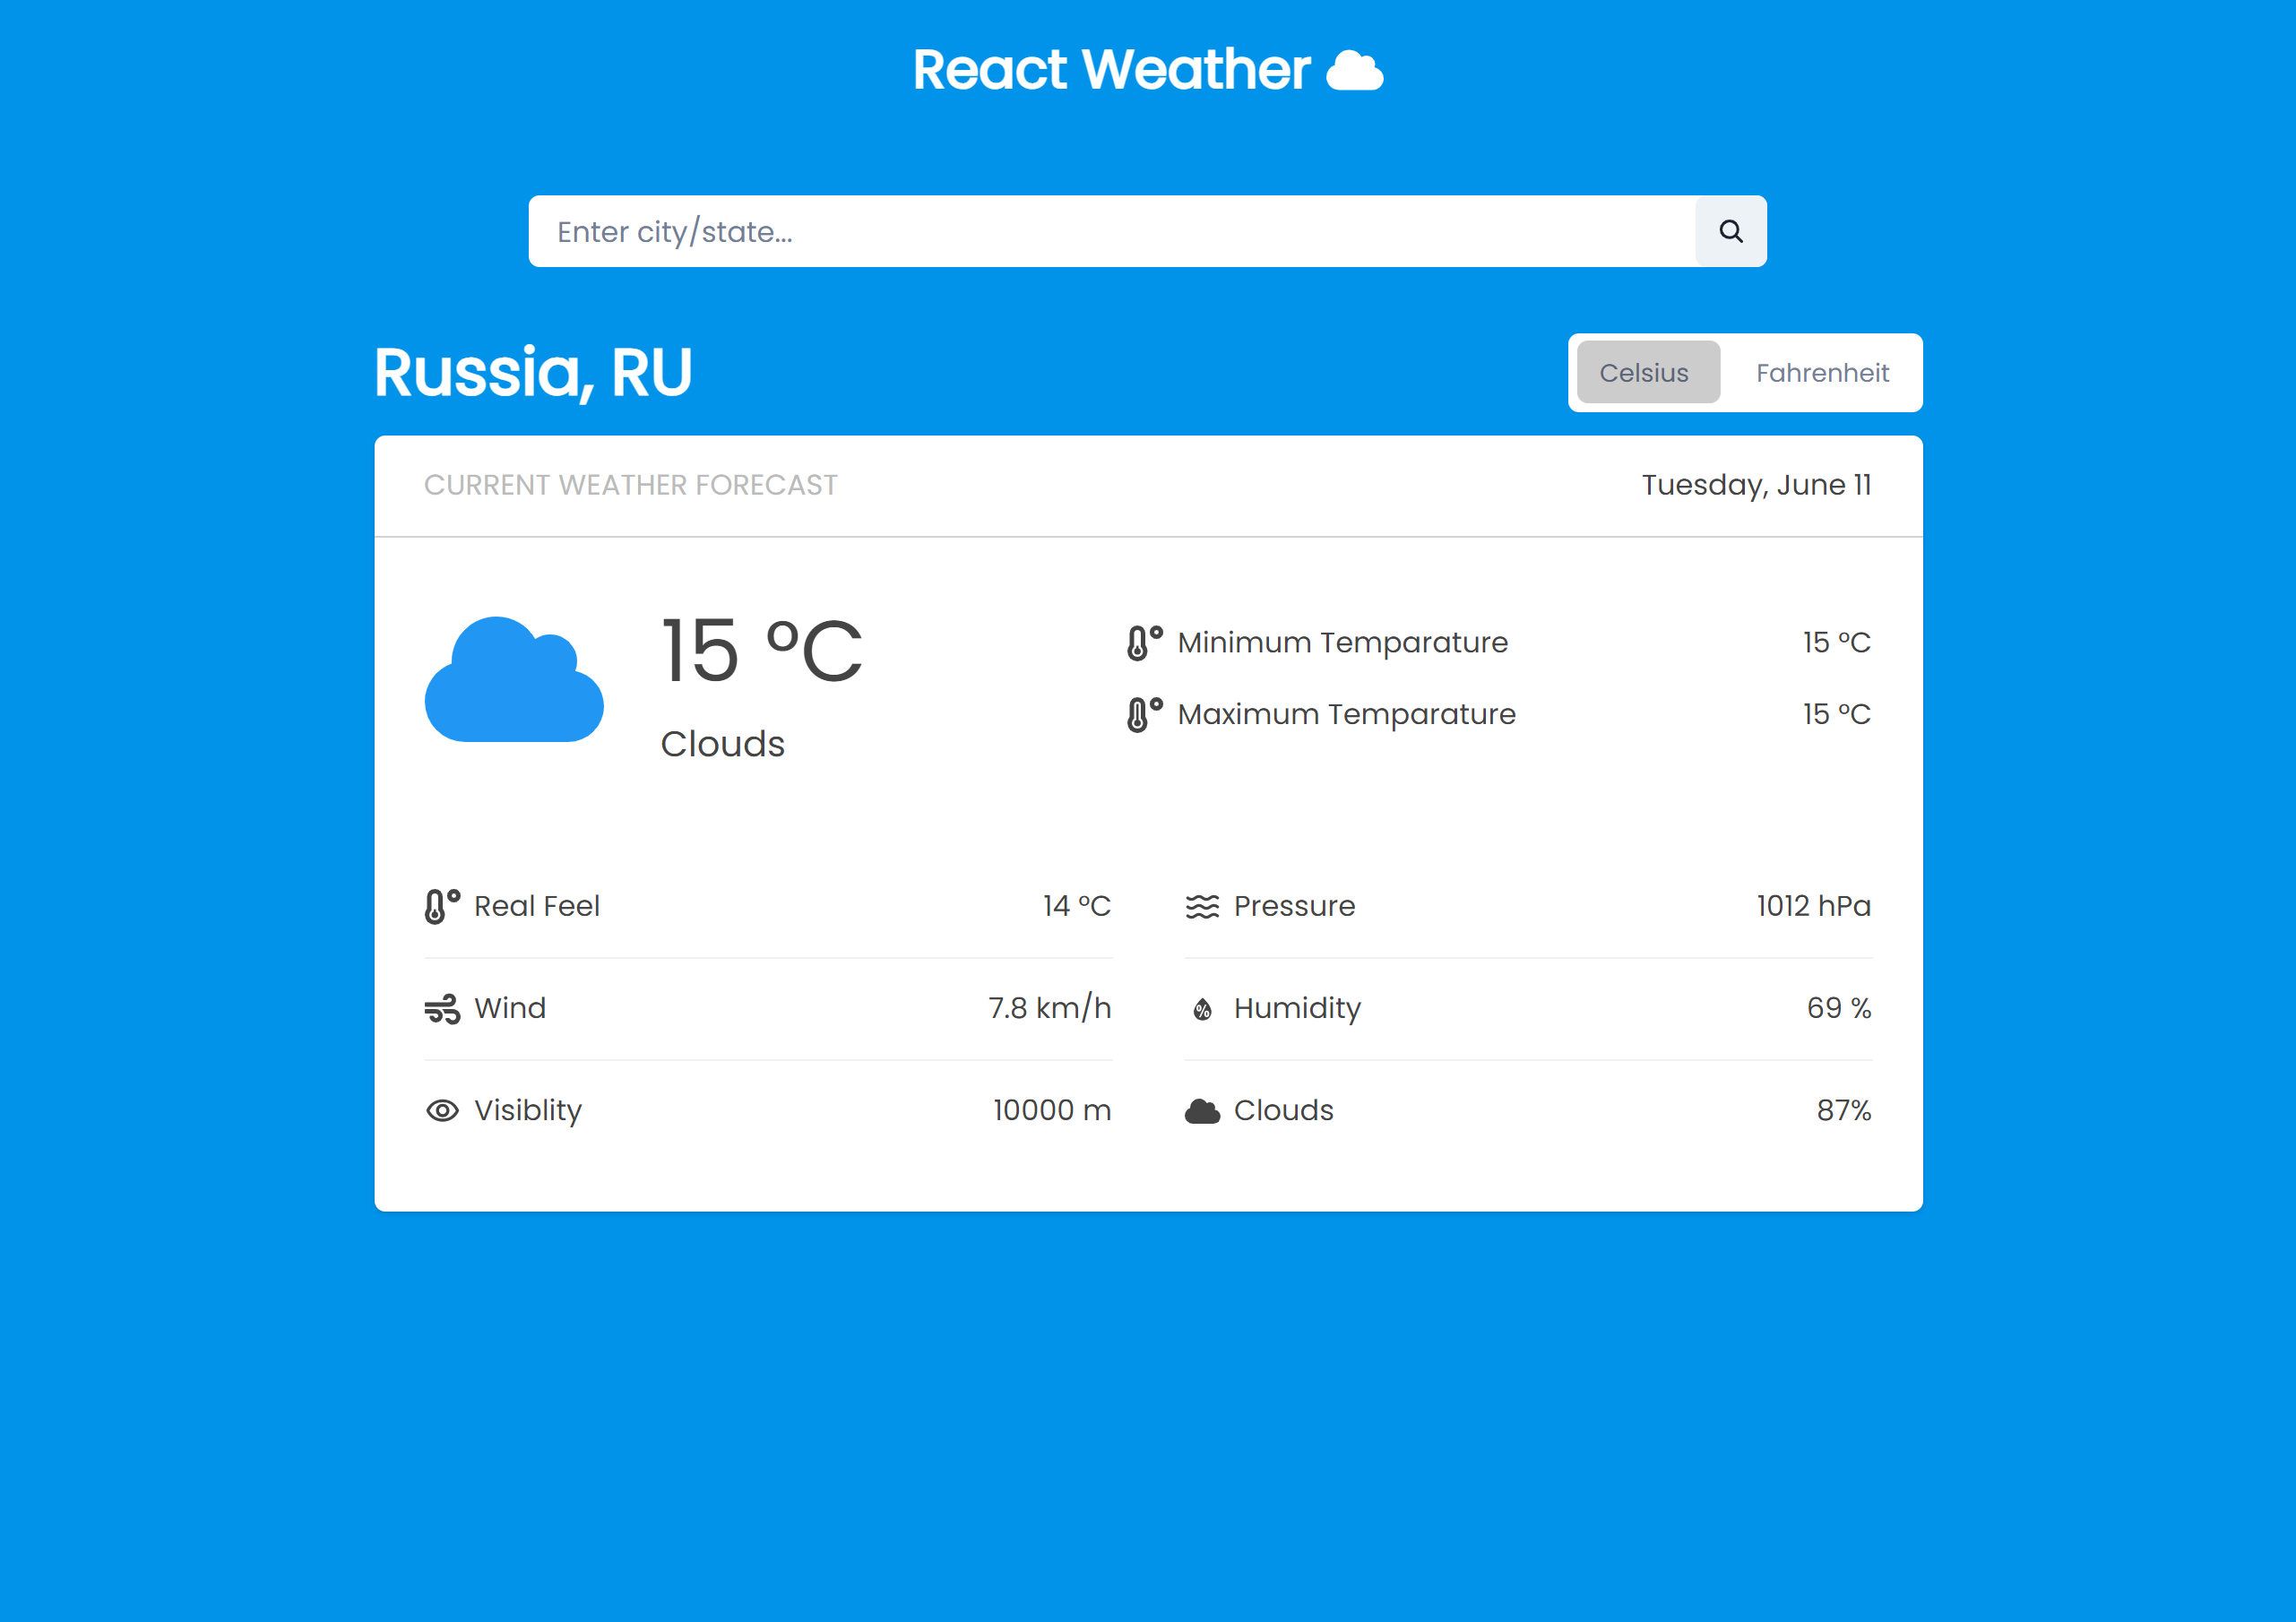 React Weather
Enter city/state...
Russia, RU
Celsius Fahrenheit
CURRENT WEATHER FORECAST Tuesday, June 11
15 °C
Clouds
Minimum Temparature 15 °C
Maximum Temparature 15 °C
Real Feel 14 °C
Pressure 1012 hPa
Wind 7.8 km/h
Humidity 69 %
Visiblity 10000 m
Clouds 87%